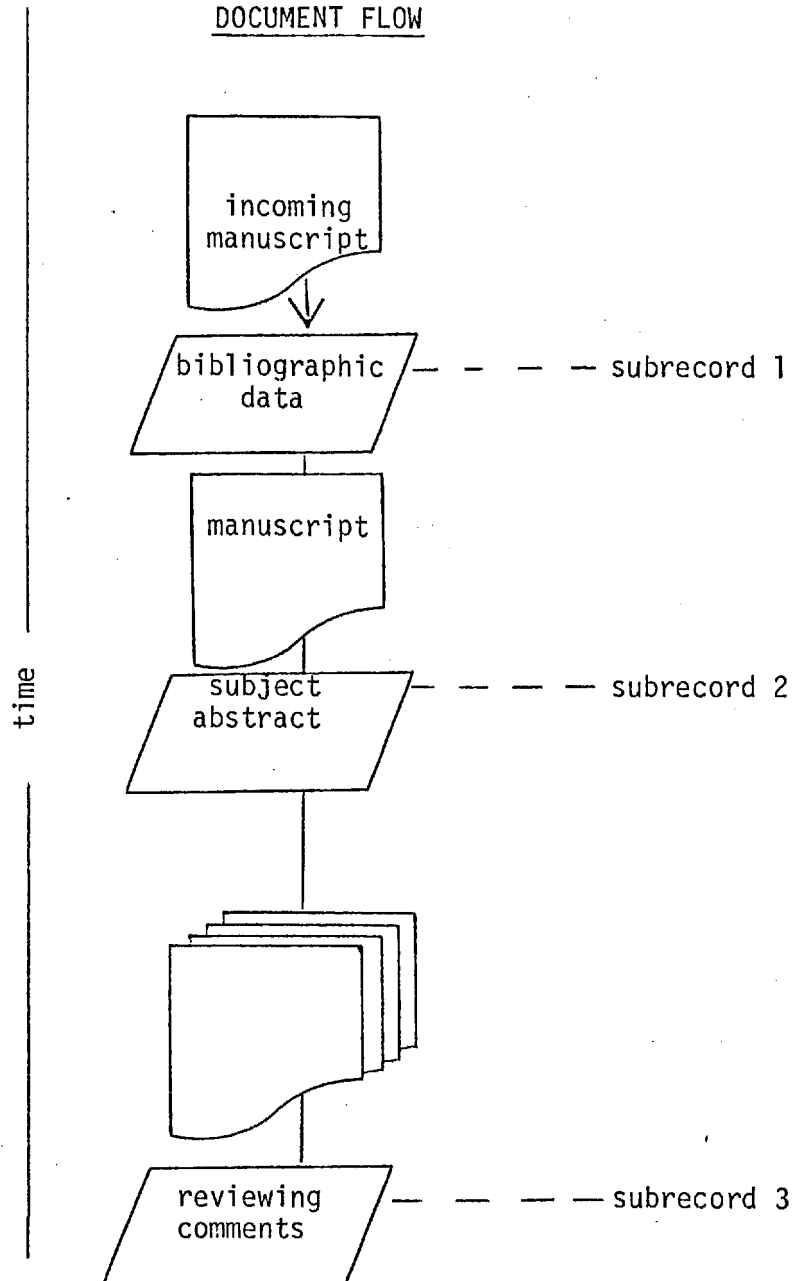 DOCUMENT FLOW
incoming
manuscript
bibliographic
data
subrecord 1
manuscript
subject
abstract
subrecord 2
time
reviewing
comments
subrecord 3